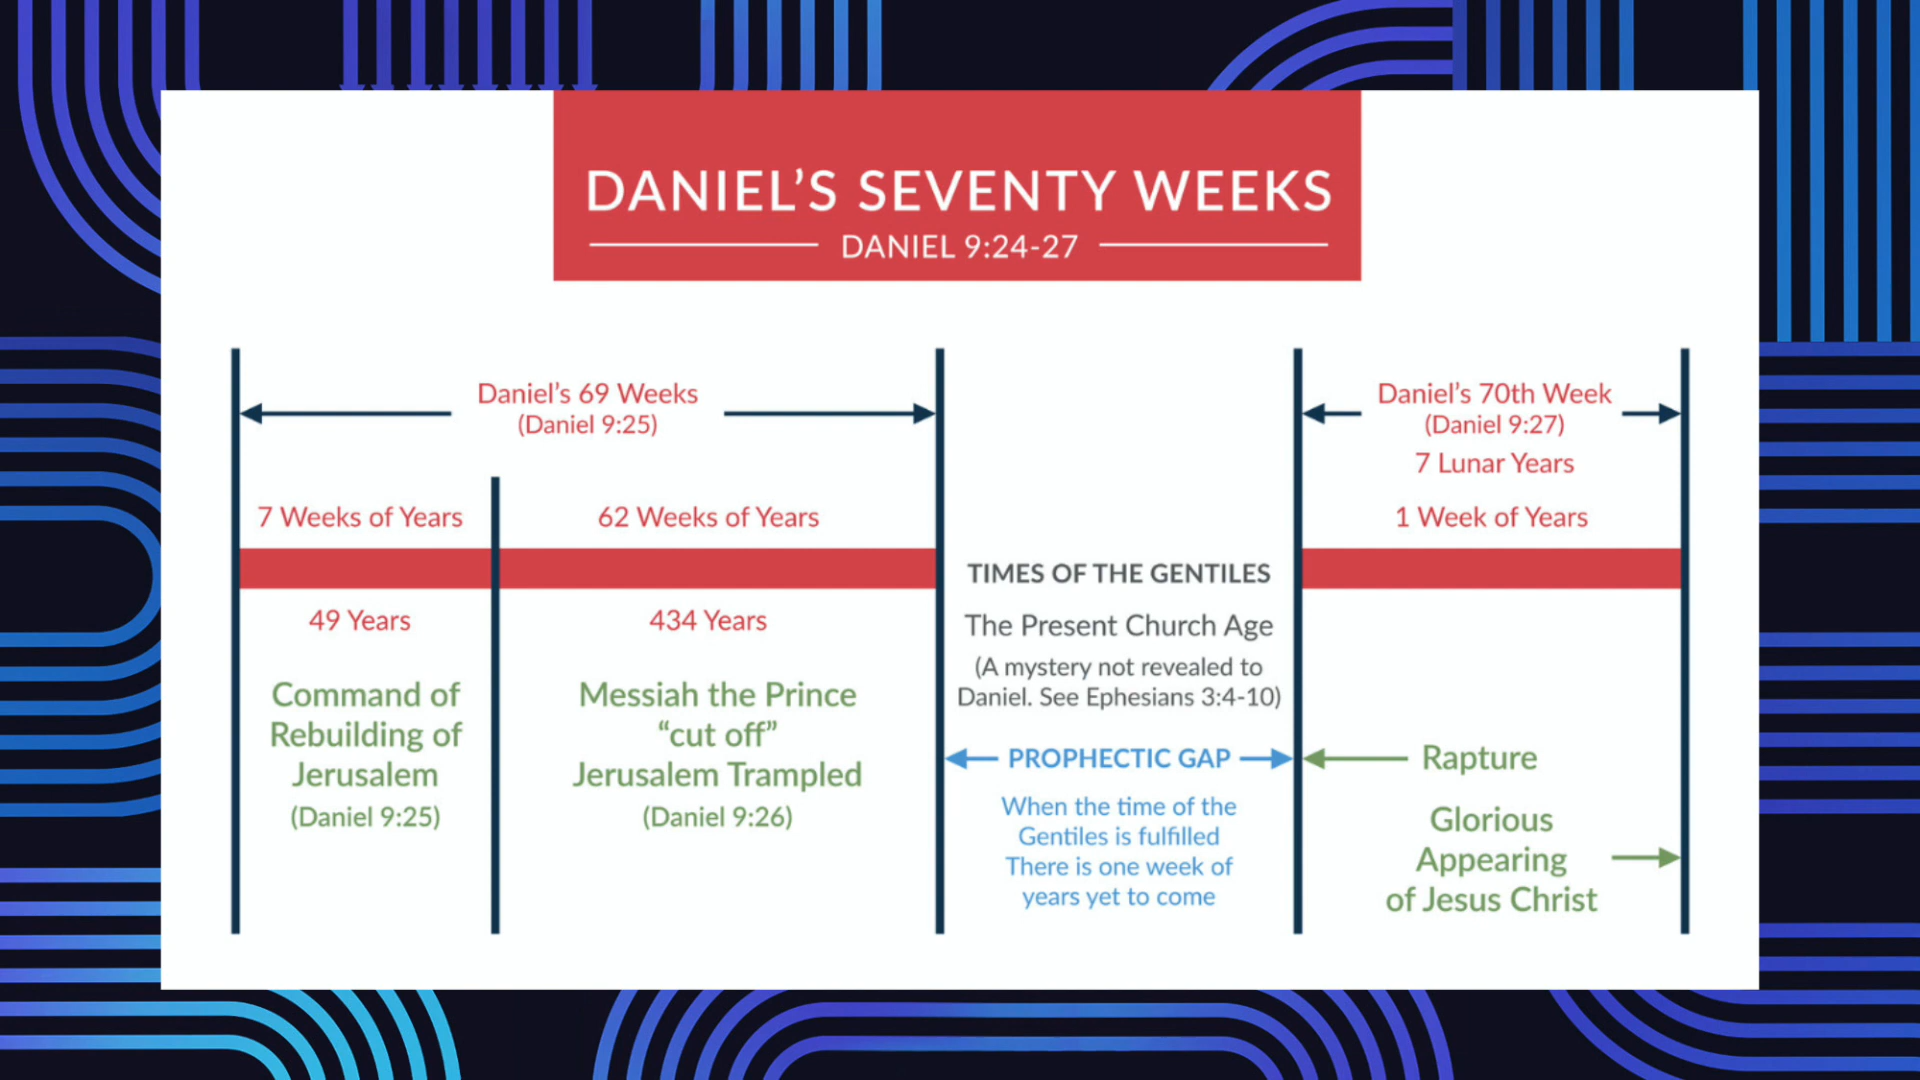 DANIEL'S SEVENTY WEEKS
DANIEL 9:24-27
Daniel's 69 Weeks
(Daniel 9:25)
Daniel's 70th Week
(Daniel 9:27)
7 Lunar Years
7 Weeks of Years
62 Weeks of Years
1 Week of Years
49 Years
434 Years
Command of
Rebuilding of
Jerusalem
(Daniel 9:25)
Messiah the Prince
“cut off”
Jerusalem Trampled
(Daniel 9:26)
TIMES OF THE GENTILES
The Present Church Age
(A mystery not revealed to
Daniel. See Ephesians 3:4-10)
PROPHECTIC GAP
When the time of the
Gentiles is fulfilled
There is one week of
years yet to come
Rapture
Glorious
Appearing
of Jesus Christ